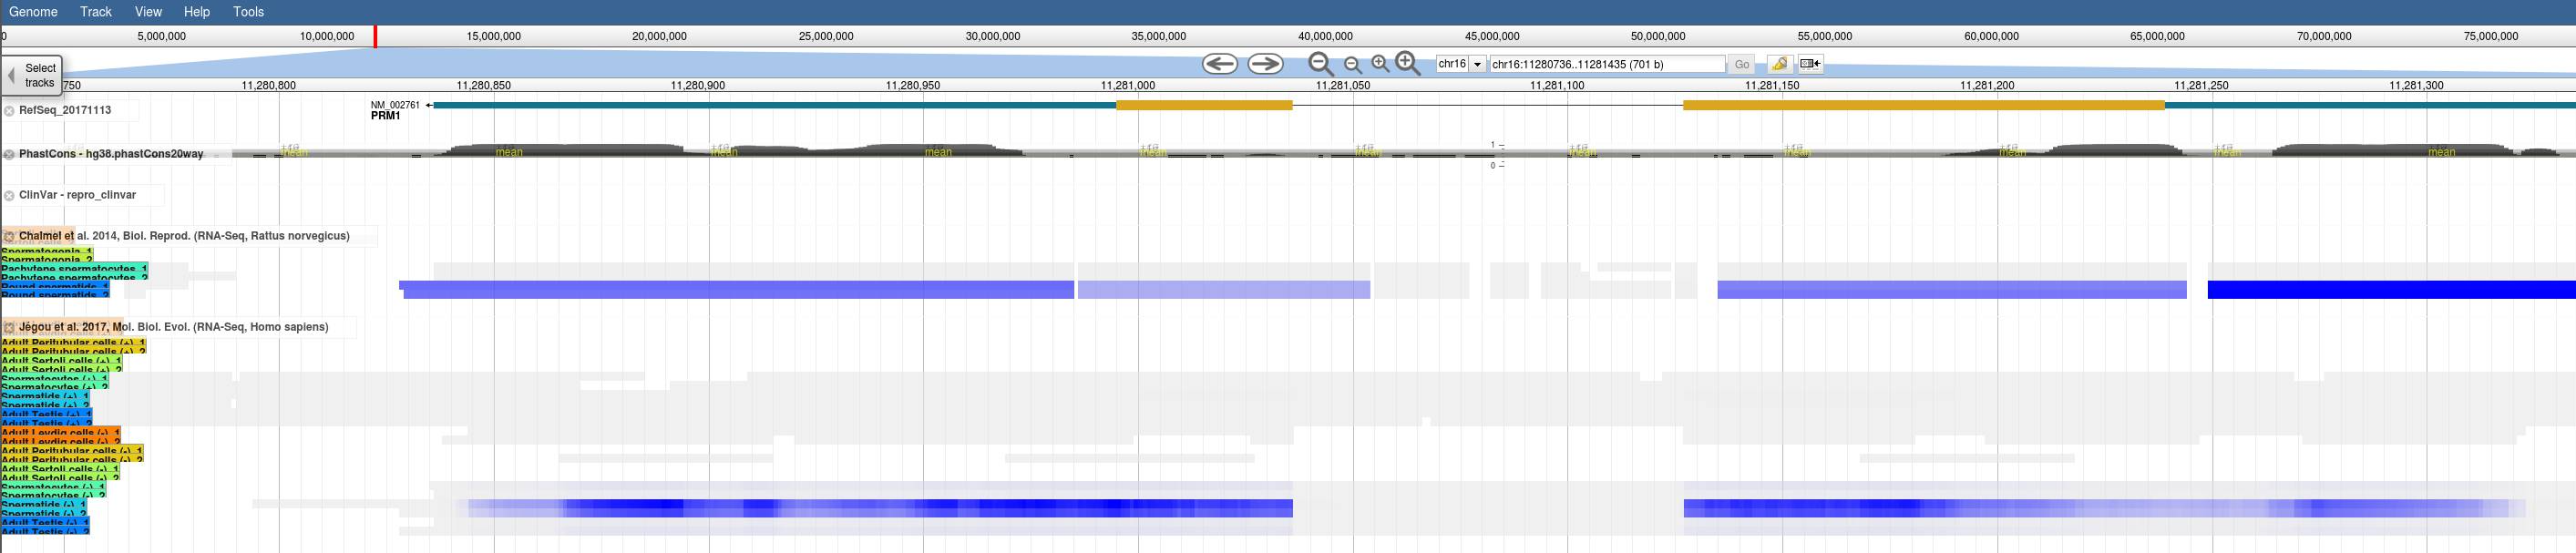 Genome Track View Help Tools
0 5,000,000 10,000,000 15,000,000 20,000,000 25,000,000 30,000,000 35,000,000 40,000,000 45,000,000 50,000,000 55,000,000 60,000,000 65,000,000 70,000,000 75,000,000
Select
tracks
chr16 chr16:11280736..11281435 (701 b) Go
750 11,280,800 11,280,850 11,280,900 11,280,950 11,281,000 11,281,050 11,281,100 11,281,150 11,281,200 11,281,250 11,281,300
RefSeq_20171113
NM_002761
PRM1
PhastCons - hg38.phastCons20way
mean mean mean mean mean mean mean mean mean mean mean
1
0
ClinVar - repro_clinvar
Chalmel et al. 2014, Biol. Reprod. (RNA-Seq, Rattus norvegicus)
Spermatogonia_1
Spermatogonia_2
Pachytene spermatocytes_1
Pachytene spermatocytes_2
Round spermatids_1
Round spermatids_2
Jégou et al. 2017, Mol. Biol. Evol. (RNA-Seq, Homo sapiens)
Adult Peritubular cells (+)_1
Adult Peritubular cells (+)_2
Adult Sertoli cells (+)_1
Adult Sertoli cells (+)_2
Spermatocytes (+)_1
Spermatocytes (+)_2
Spermatids (+)_1
Spermatids (+)_2
Adult Testis (+)_1
Adult Testis (+)_2
Adult Leydig cells (-)_1
Adult Leydig cells (-)_2
Adult Peritubular cells (-)_1
Adult Peritubular cells (-)_2
Adult Sertoli cells (-)_1
Adult Sertoli cells (-)_2
Spermatocytes (-)_1
Spermatocytes (-)_2
Spermatids (-)_1
Spermatids (-)_2
Adult Testis (-)_1
Adult Testis (-)_2